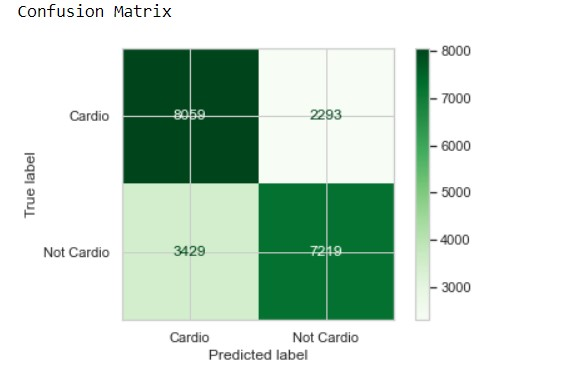 Confusion Matrix
8000
7000
6000
5000
4000
3000
Cardio 8059 2293
Not Cardio 3429 7219
True label
Cardio Not Cardio
Predicted label